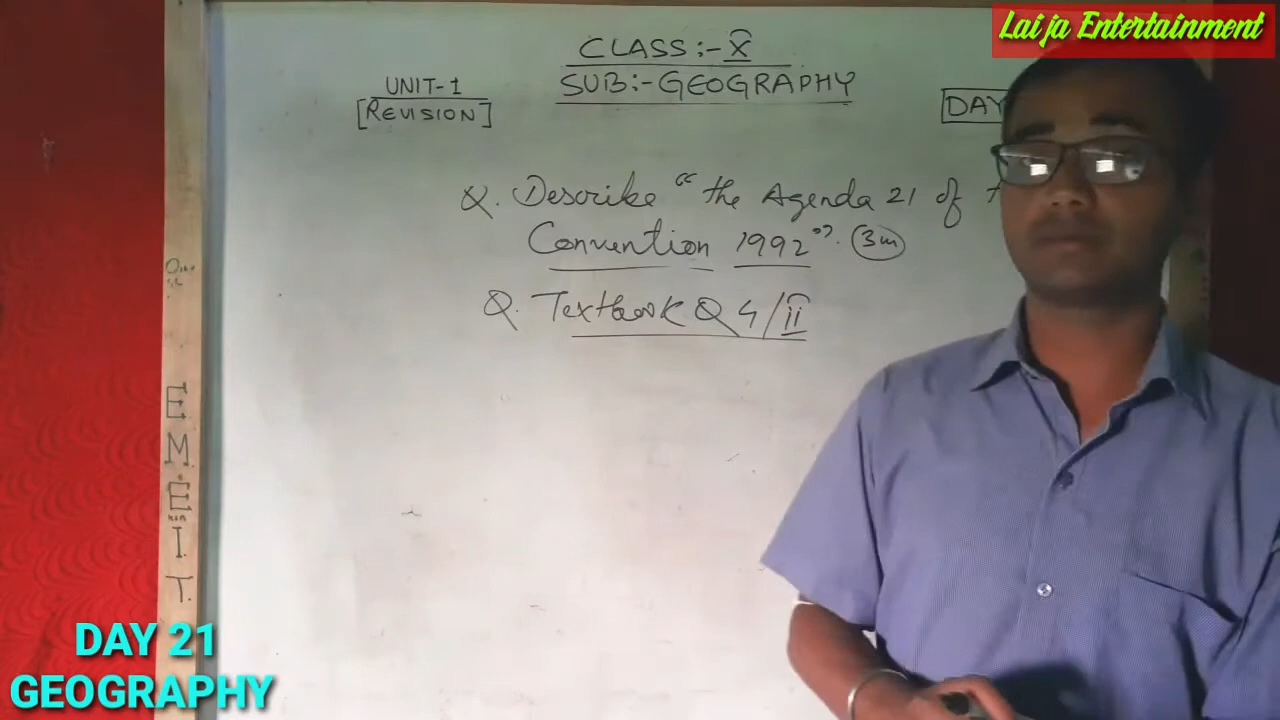 Lai ja Entertainment
CLASS:- X
SUB:- GEOGRAPHY
UNIT-1
[REVISION]
DAY
Q. Describe "the Agenda 21 of
Convention 1992"? (3m)
Q. Textbook Q 4/ii
E
M
E
I
T
DAY 21
GEOGRAPHY